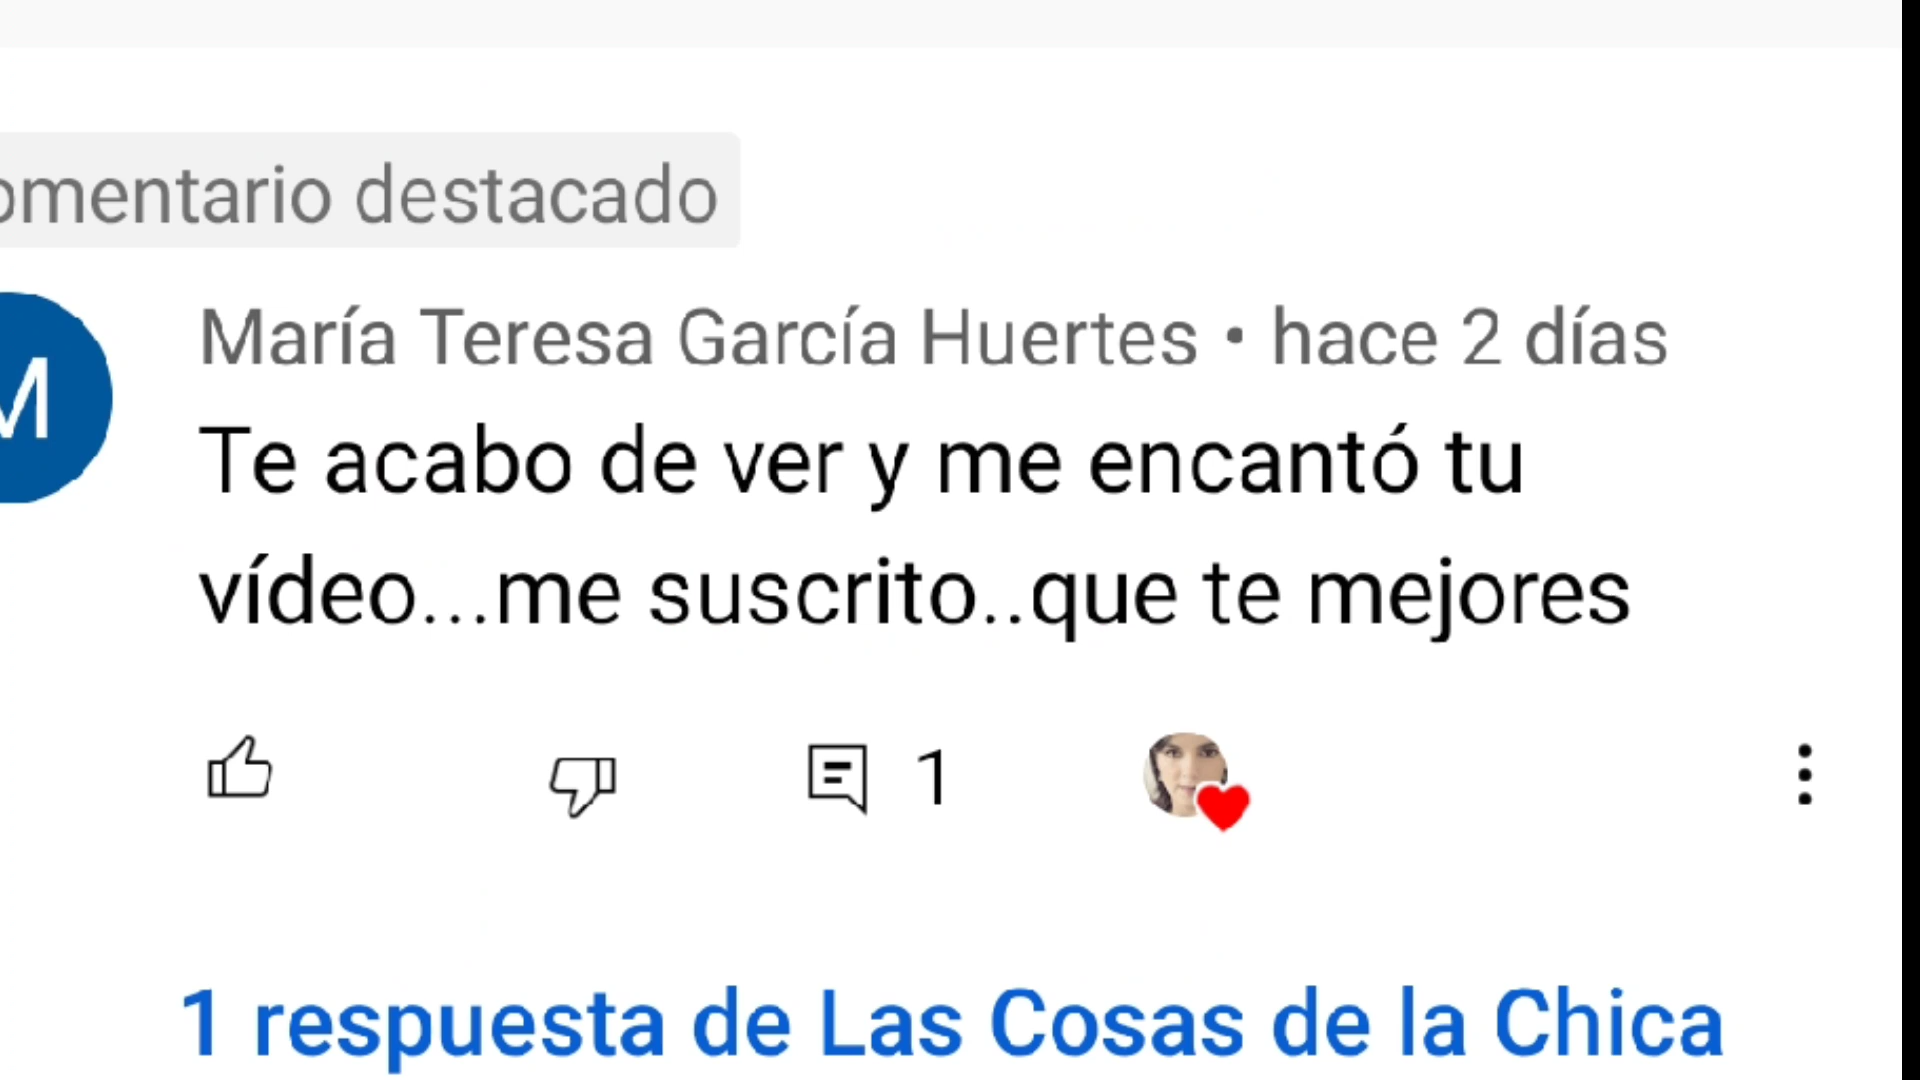 omentario destacado
M
María Teresa García Huertes • hace 2 días
Te acabo de ver y me encantó tu
vídeo...me suscrito..que te mejores
1
1 respuesta de Las Cosas de la Chica